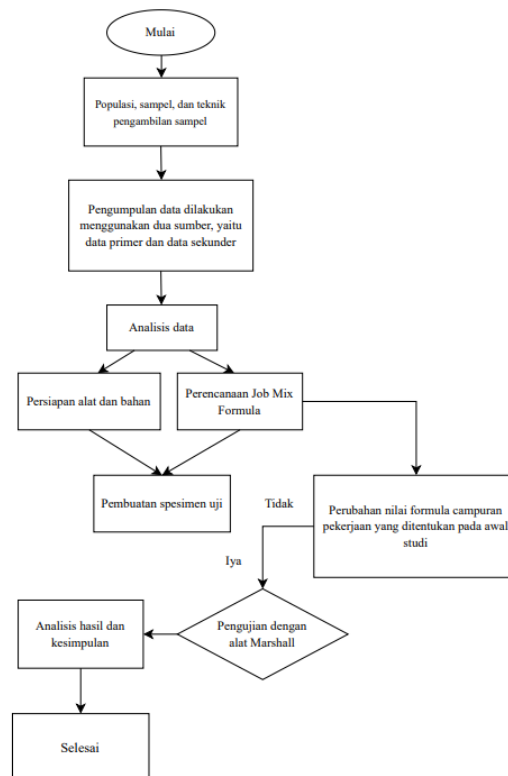 Mulai
Populasi, sampel, dan teknik
pengambilan sampel
Pengumpulan data dilakukan
menggunakan dua sumber, yaitu
data primer dan data sekunder
Analisis data
Persiapan alat dan bahan
Perencanaan Job Mix
Formula
Pembuatan spesimen uji
Tidak
Perubahan nilai formula campuran
pekerjaan yang ditentukan pada awal
studi
Iya
Pengujian dengan
alat Marshall
Analisis hasil dan
kesimpulan
Selesai